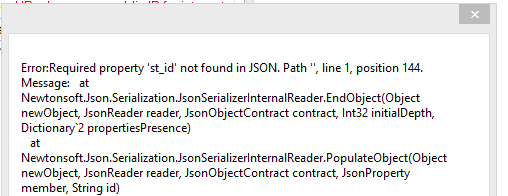 Error:Required property 'st_id' not found in JSON. Path '', line 1, position 144.
Message:   at
Newtonsoft.Json.Serialization.JsonSerializerInternalReader.EndObject(Object
newObject, JsonReader reader, JsonObjectContract contract, Int32 initialDepth,
Dictionary`2 propertiesPresence)
   at
Newtonsoft.Json.Serialization.JsonSerializerInternalReader.PopulateObject(Object
newObject, JsonReader reader, JsonObjectContract contract, JsonProperty
member, String id)